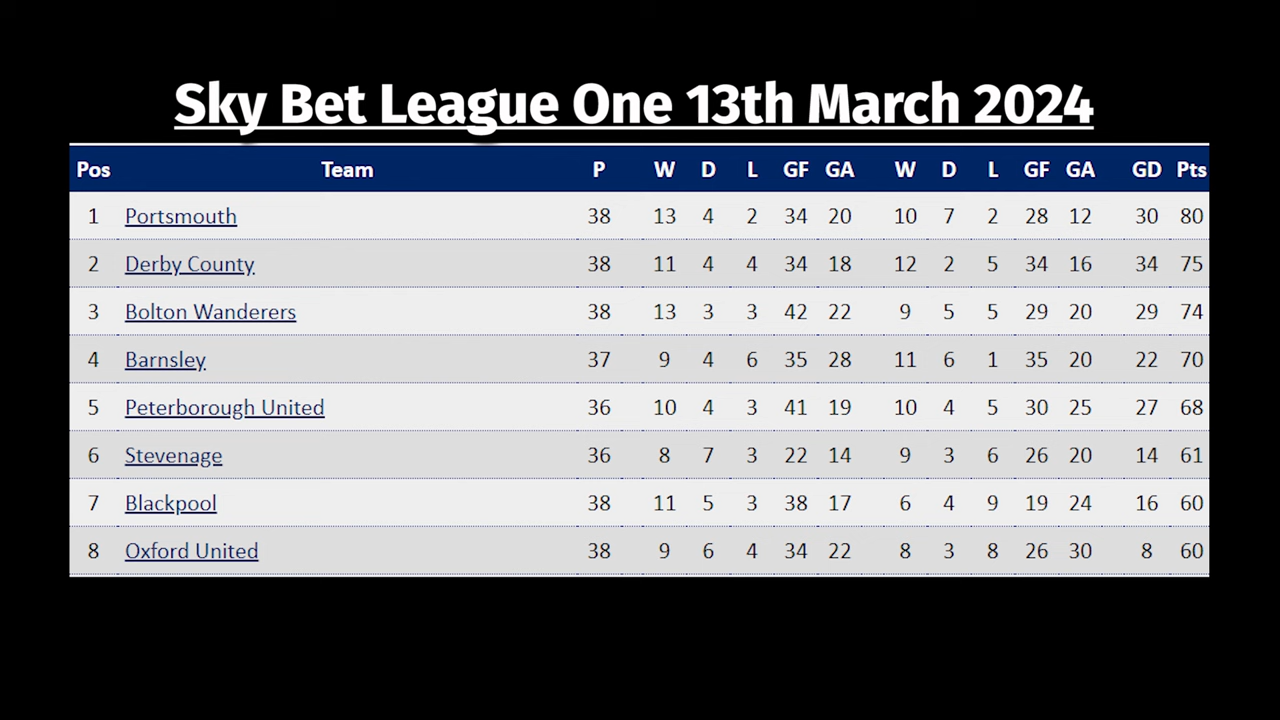 Sky Bet League One 13th March 2024
Pos Team P W D L GF GA W D L GF GA GD Pts
1 Portsmouth 38 13 4 2 34 20 10 7 2 28 12 30 80
2 Derby County 38 11 4 4 34 18 12 2 5 34 16 34 75
3 Bolton Wanderers 38 13 3 3 42 22 9 5 5 29 20 29 74
4 Barnsley 37 9 4 6 35 28 11 6 1 35 20 22 70
5 Peterborough United 36 10 4 3 41 19 10 4 5 30 25 27 68
6 Stevenage 36 8 7 3 22 14 9 3 6 26 20 14 61
7 Blackpool 38 11 5 3 38 17 6 4 9 19 24 16 60
8 Oxford United 38 9 6 4 34 22 8 3 8 26 30 8 60